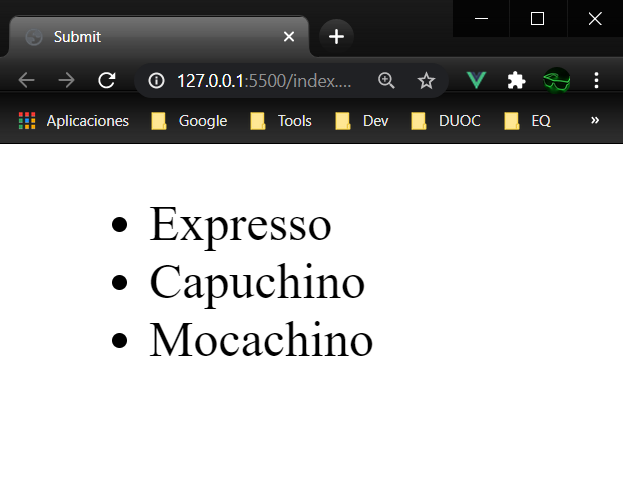 Submit
127.0.0.1:5500/index....
Aplicaciones Google Tools Dev DUOC EQ »
Expresso
Capuchino
Mocachino